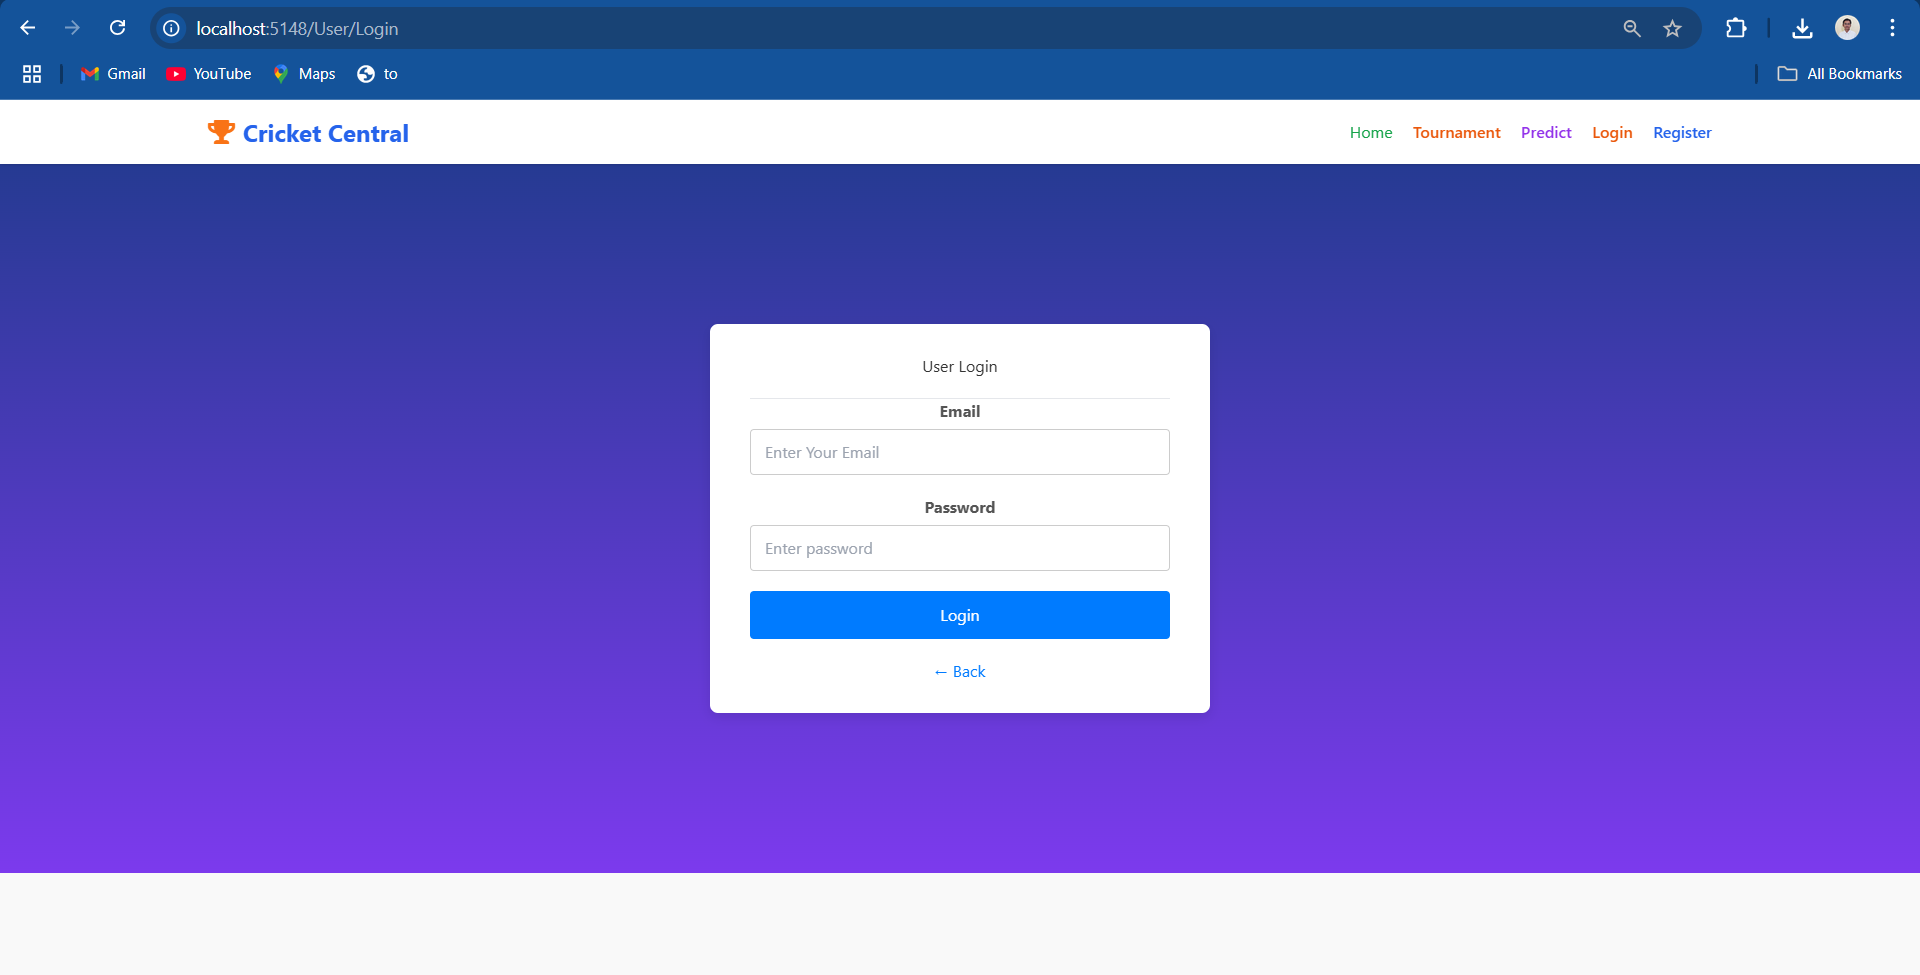 localhost:5148/User/Login
Gmail YouTube Maps to All Bookmarks
Cricket Central Home Tournament Predict Login Register
User Login
Email
Enter Your Email
Password
Enter password
Login
← Back